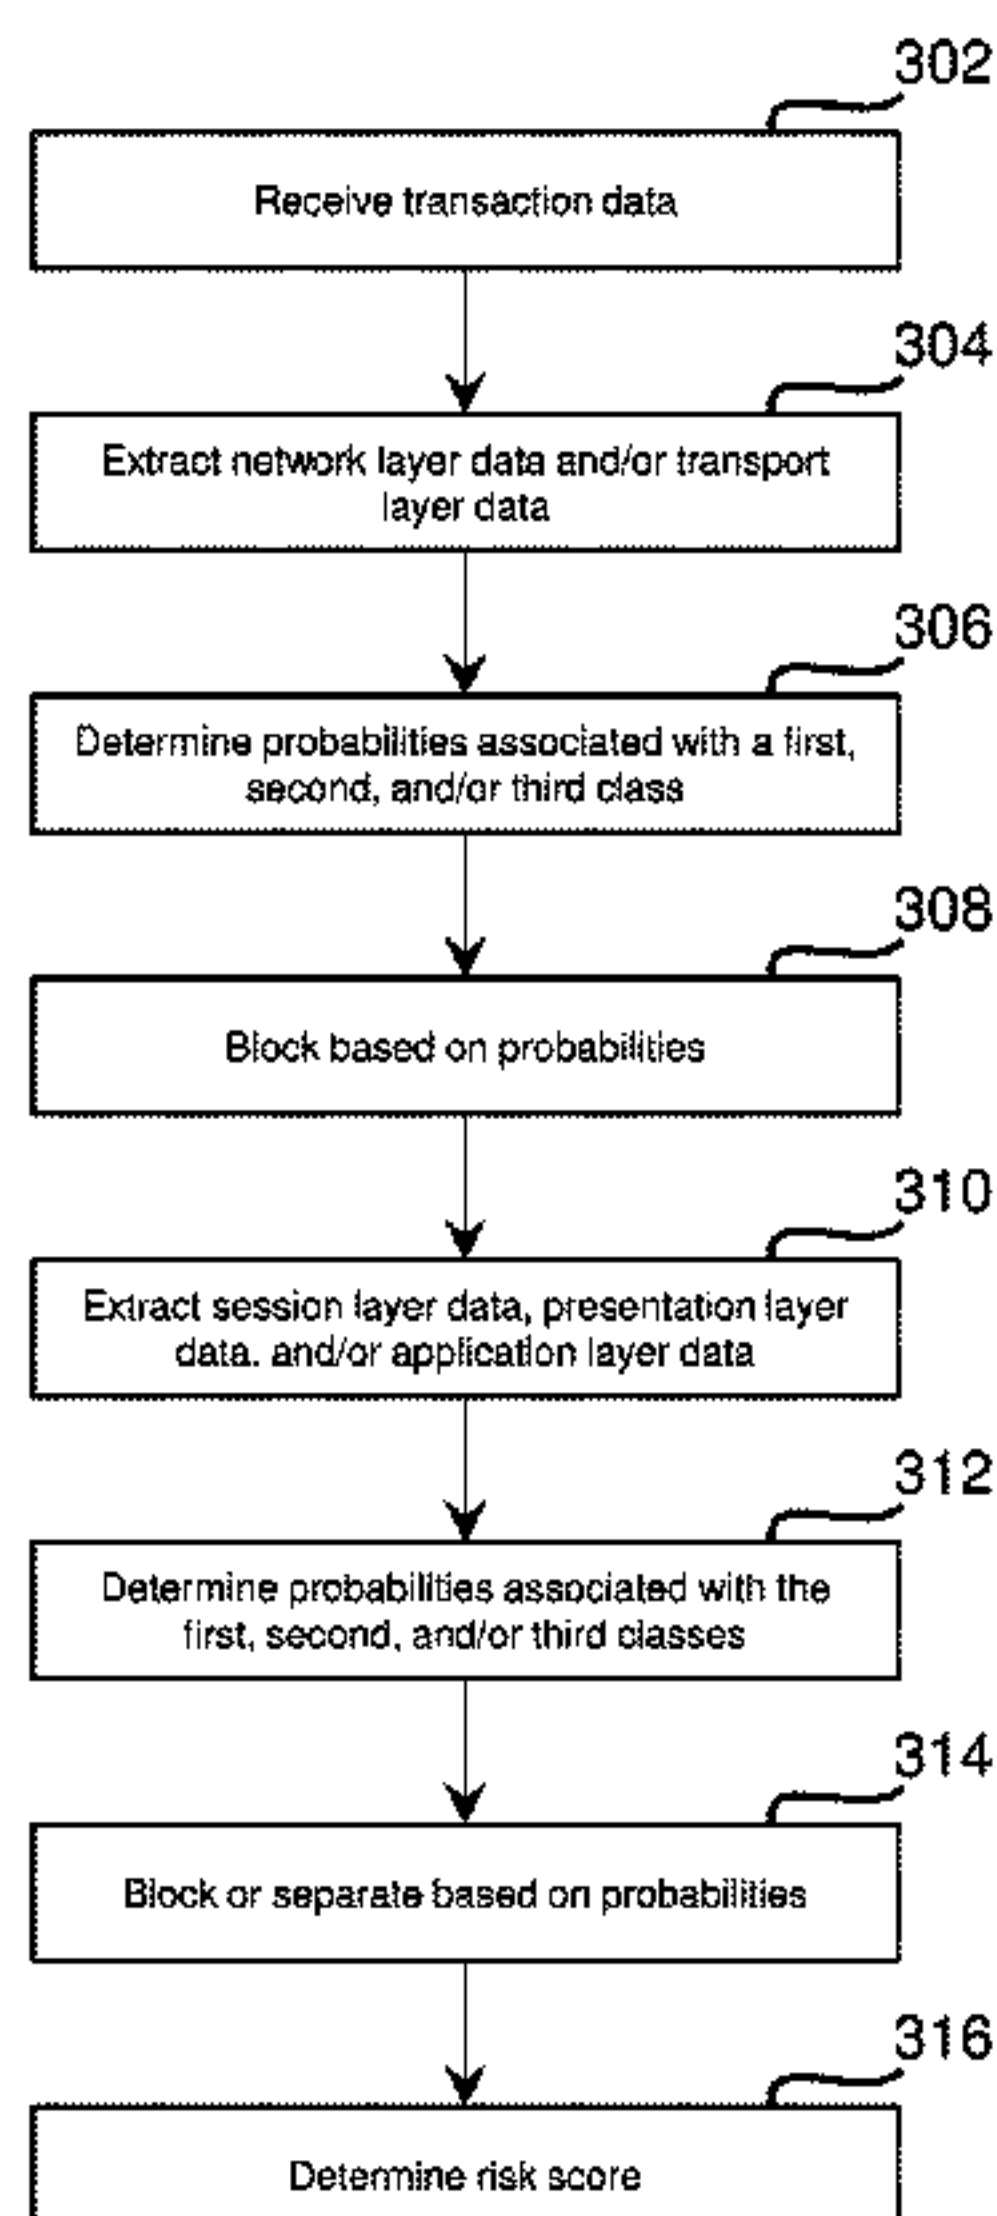 302
Receive transaction data
304
Extract network layer data and/or transport
layer data
306
Determine probabilities associated with a first,
second, and/or third class
308
Block based on probabilities
310
Extract session layer data, presentation layer
data. and/or application layer data
312
Determine probabilities associated with the
first, second, and/or third classes
314
Block or separate based on probabilities
316
Determine risk score